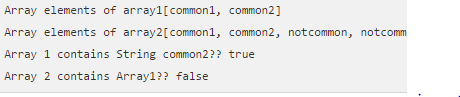 Array elements of array1[common1, common2]
Array elements of array2[common1, common2, notcommon, notcomm
Array 1 contains String common2?? true
Array 2 contains Array1?? false